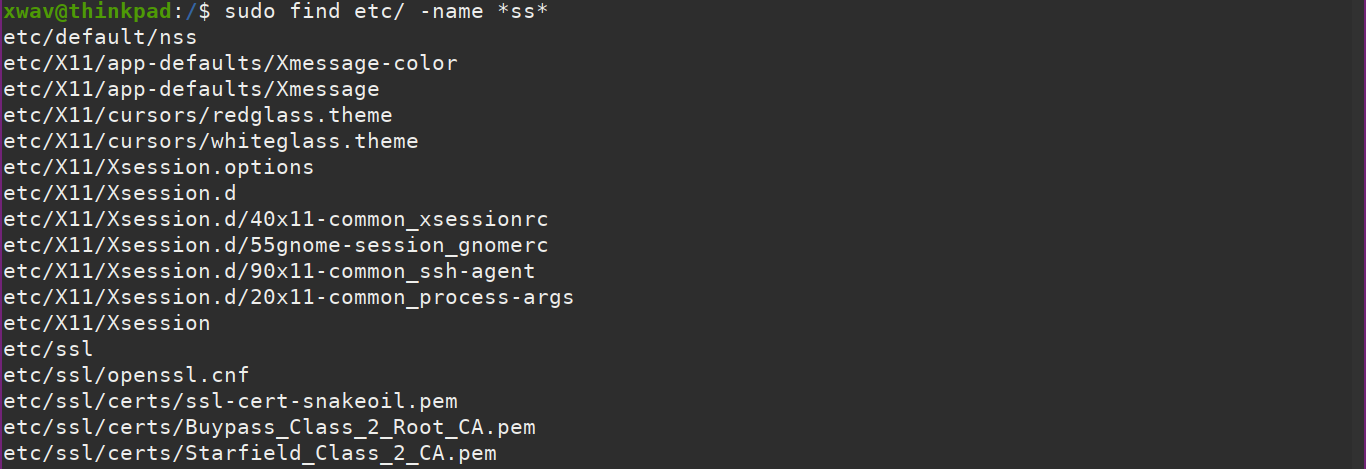 xwav@thinkpad:/$ sudo find etc/ -name *ss*
etc/default/nss
etc/X11/app-defaults/Xmessage-color
etc/X11/app-defaults/Xmessage
etc/X11/cursors/redglass.theme
etc/X11/cursors/whiteglass.theme
etc/X11/Xsession.options
etc/X11/Xsession.d
etc/X11/Xsession.d/40x11-common_xsessionrc
etc/X11/Xsession.d/55gnome-session_gnomerc
etc/X11/Xsession.d/90x11-common_ssh-agent
etc/X11/Xsession.d/20x11-common_process-args
etc/X11/Xsession
etc/ssl
etc/ssl/openssl.cnf
etc/ssl/certs/ssl-cert-snakeoil.pem
etc/ssl/certs/Buypass_Class_2_Root_CA.pem
etc/ssl/certs/Starfield_Class_2_CA.pem